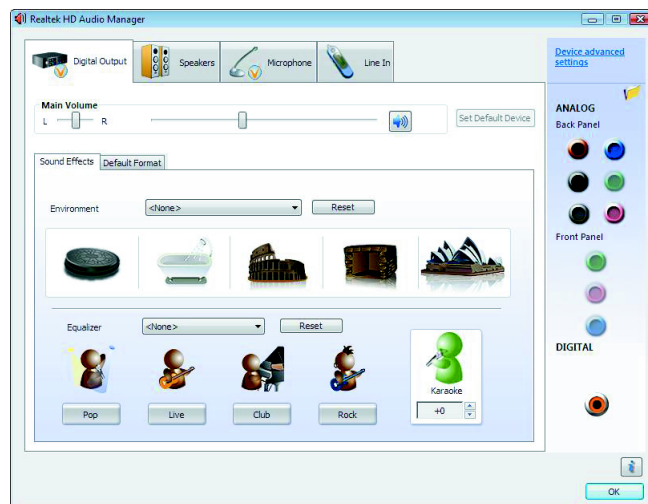 Realtek HD Audio Manager
Digital Output
Speakers
Microphone
Line In
Device advanced settings
Main Volume
L
R
Set Default Device
ANALOG
Back Panel
Sound Effects
Default Format
Environment
<None>
Reset
Front Panel
Equalizer
<None>
Reset
DIGITAL
Karaoke
Pop
Live
Club
Rock
+0
i
OK